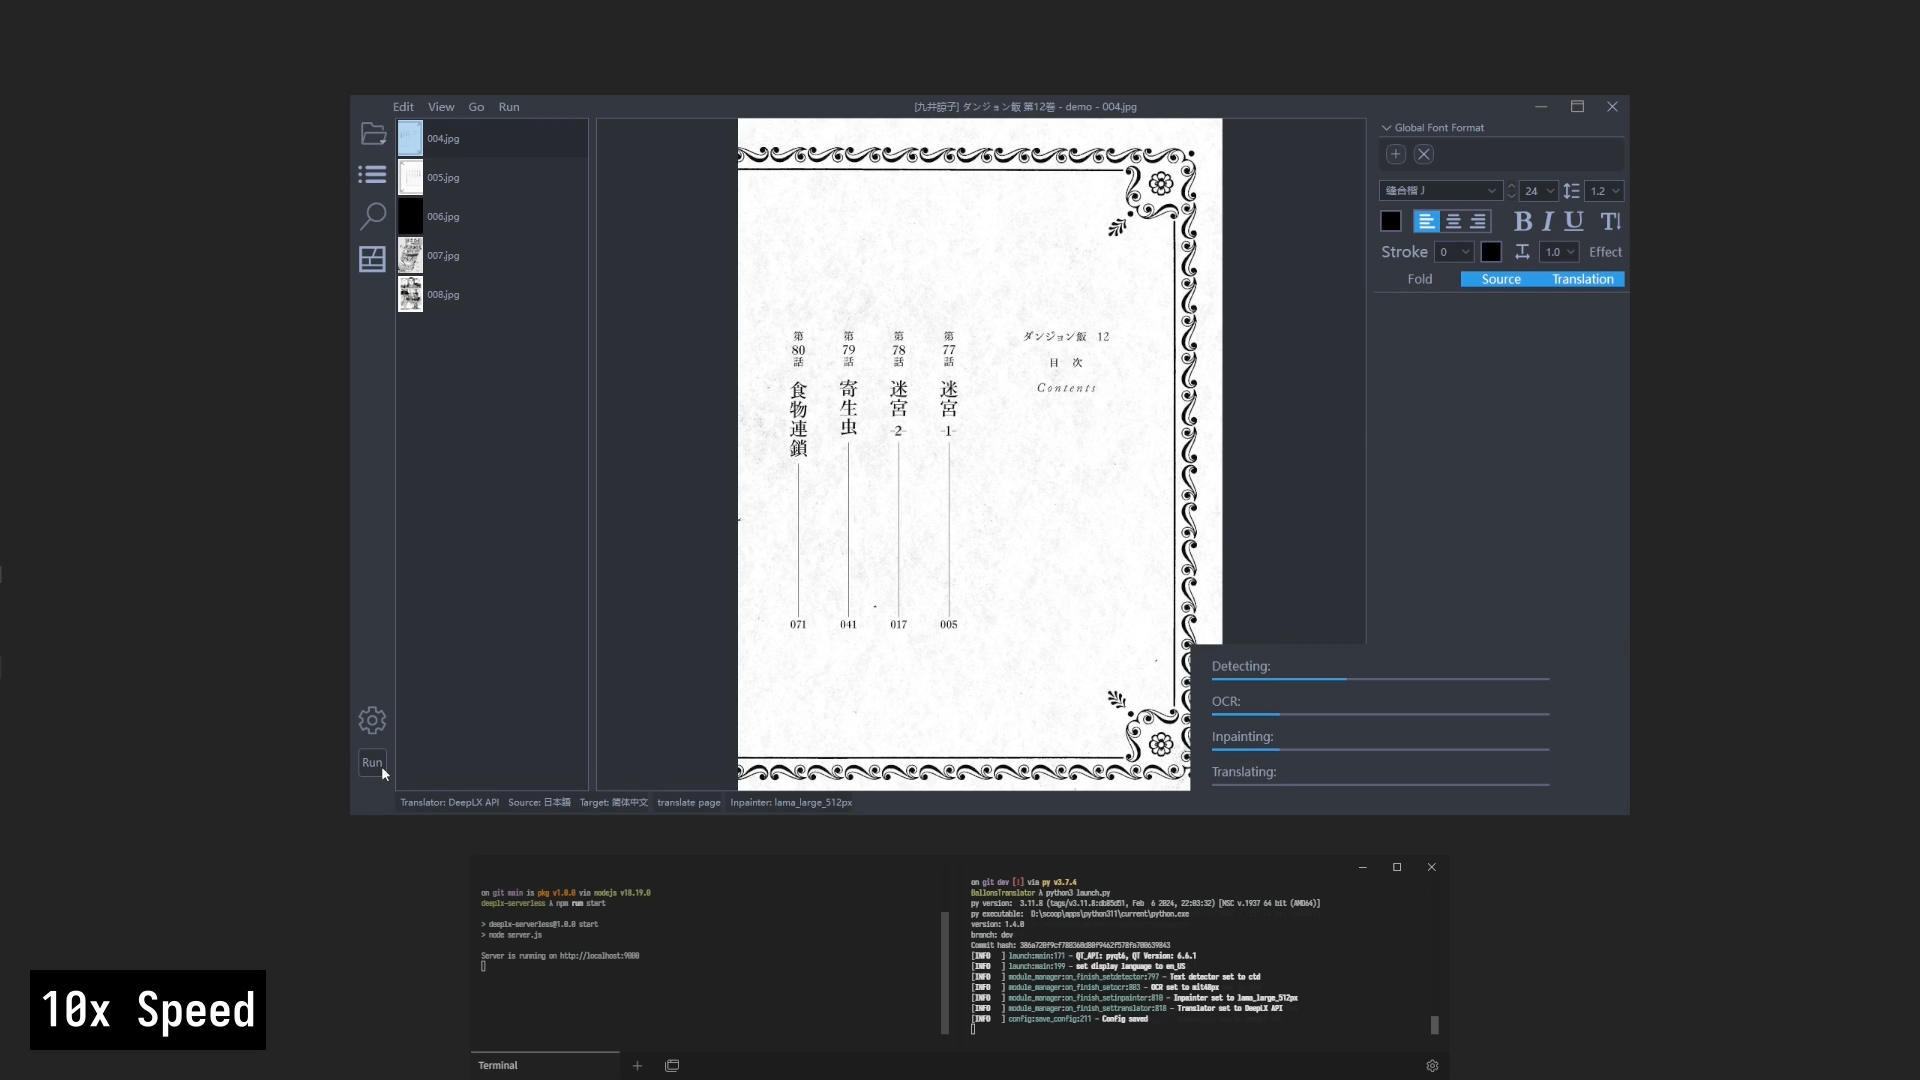 Edit View Go Run
[九井諒子] ダンジョン飯 第12巻 - demo - 004.jpg
004.jpg
005.jpg
006.jpg
007.jpg
008.jpg
ダンジョン飯 12
目 次
Contents
第77話 迷宮 -1- 005
第78話 迷宮 -2- 017
第79話 寄生虫 041
第80話 食物連鎖 071
Global Font Format
缝合楷 J 24 1.2
B I U T
Stroke 0 1.0 Effect
Fold Source Translation
Detecting:
OCR:
Inpainting:
Translating:
Run
Translator: DeepLX API Source: 日本語 Target: 简体中文 translate page Inpainter: lama_large_512px
on git main is pkg v1.0.0 via nodejs v18.19.0
deeplx-serverless λ npm run start
> deeplx-serverless@1.0.0 start
> node server.js
Server is running on http://localhost:9000
on git dev [!] via py v3.7.4
BallonsTranslator λ python3 launch.py
py version: 3.11.8 (tags/v3.11.8:db85d51, Feb 6 2024, 22:03:32) [MSC v.1937 64 bit (AMD64)]
py executable: D:\scoop\apps\python311\current\python.exe
version: 1.4.0
branch: dev
Commit hash:
[INFO ] launch:main:171 - QT_API: pyqt6, QT Version: 6.6.1
[INFO ] launch:main:199 - set display language to en_US
[INFO ] module_manager:on_finish_setdetector:797 - Text detector set to ctd
[INFO ] module_manager:on_finish_setocr:803 - OCR set to mit48px
[INFO ] module_manager:on_finish_setinpainter:810 - Inpainter set to lama_large_512px
[INFO ] module_manager:on_finish_settranslator:818 - Translator set to DeepLX API
[INFO ] config:save_config:211 - Config saved
Terminal
10x Speed